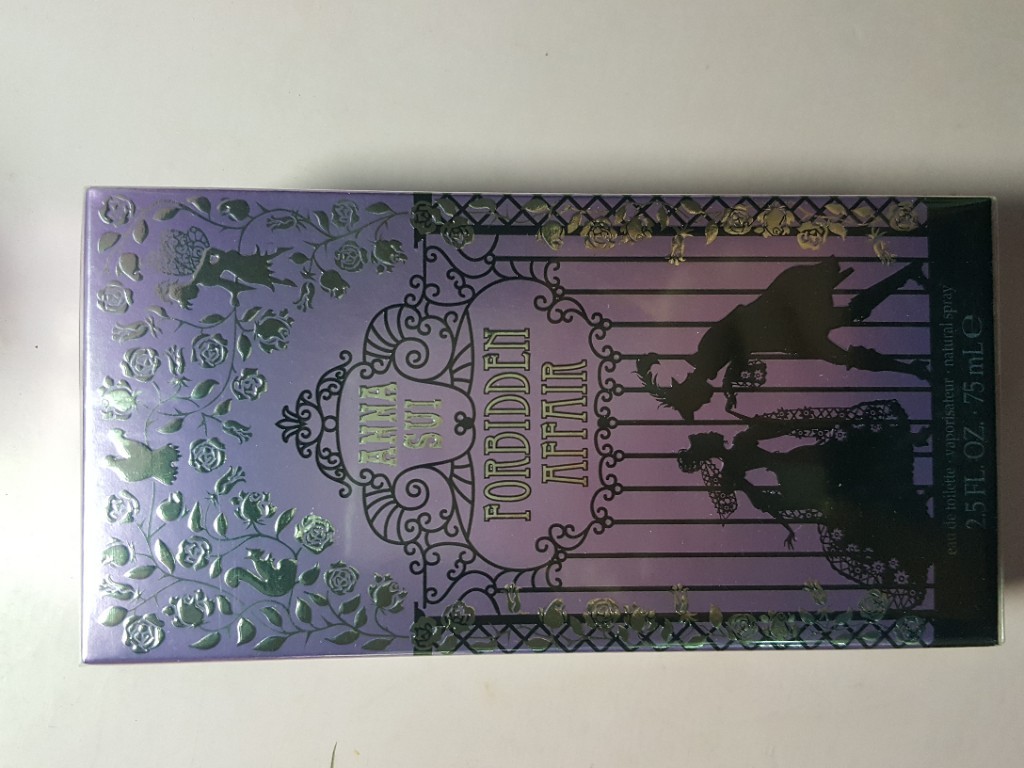 ANNA
SUI
FORBIDDEN
AFFAIR
eau de toilette · vaporisateur · natural spray
2.5 FL. OZ. · 75 mL ℮